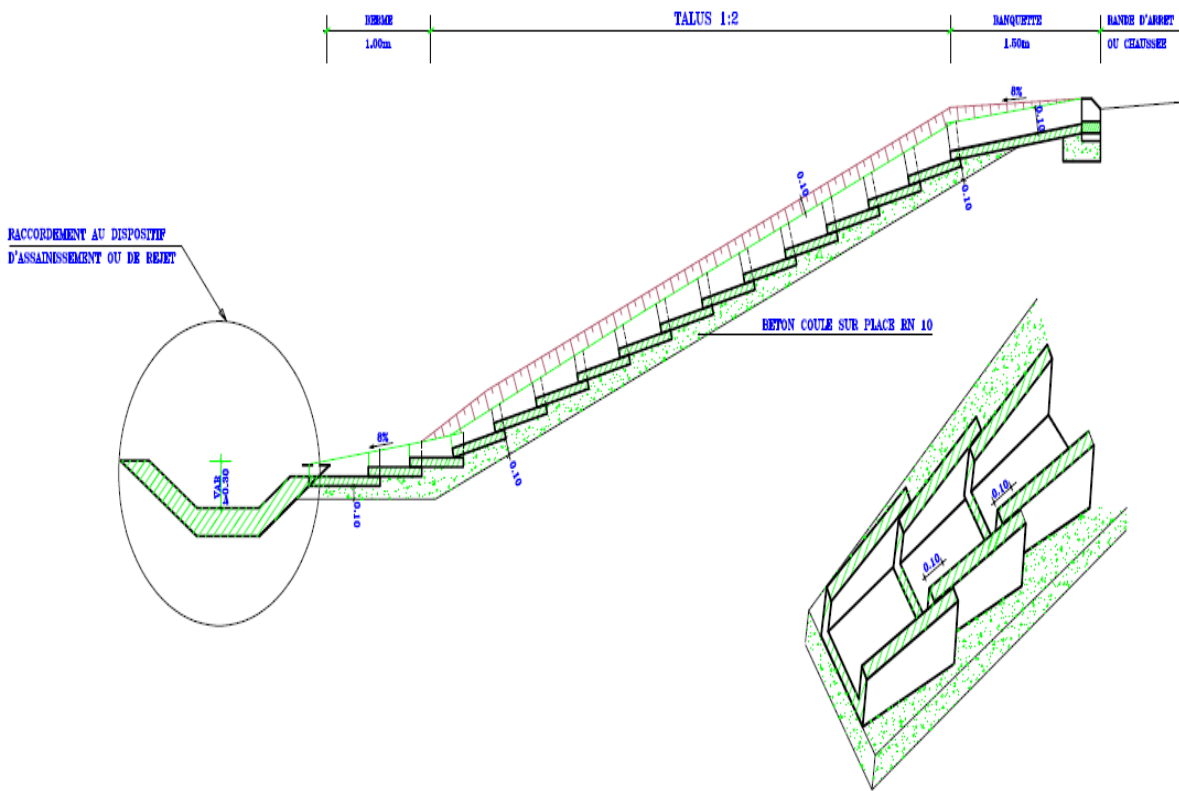 BERME
1.00m
TALUS 1:2
BANQUETTE
1.50m
BANDE D'ARRET
OU CHAUSSEE
8%
0.10
0.10
0.10
RACCORDEMENT AU DISPOSITIF
D'ASSAINISSEMENT OU DE REJET
BETON COULE SUR PLACE RN 10
8%
VAR
0.10
0.10
0.10
0.10